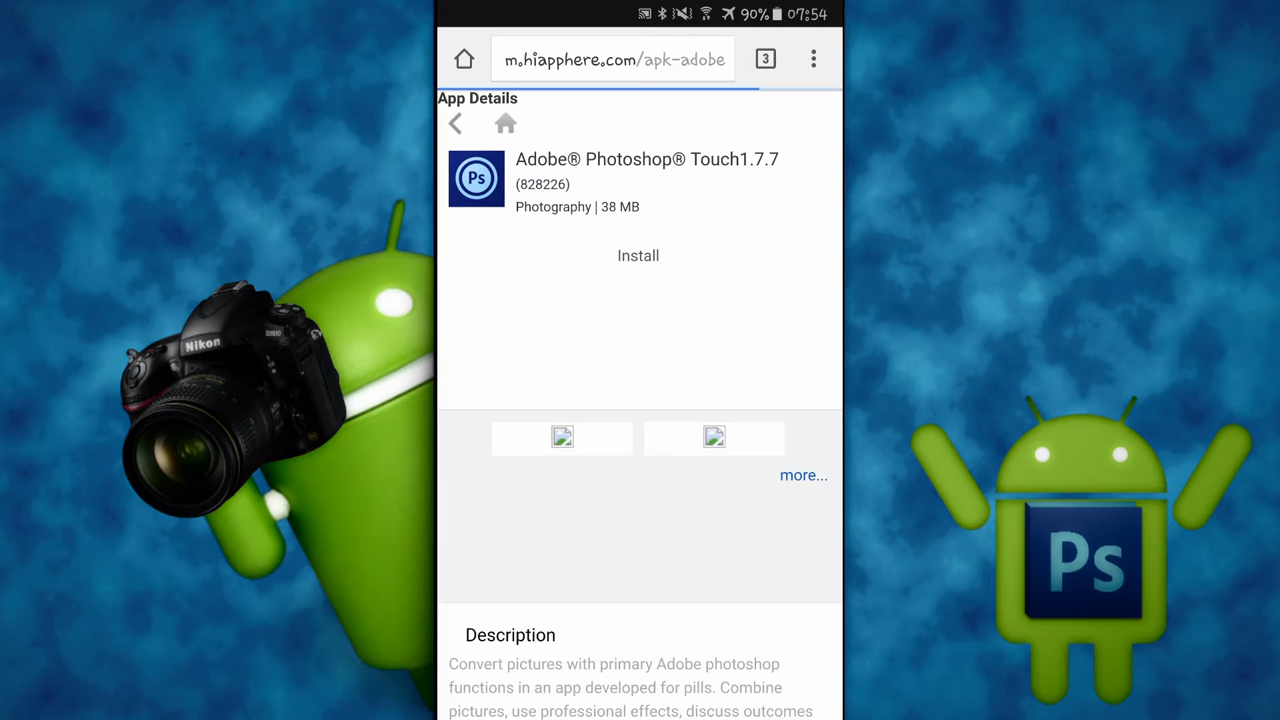 90% 07:54
m.hiapphere.com/apk-adobe
3
App Details
Ps
Adobe® Photoshop® Touch1.7.7
(828226)
Photography | 38 MB
Install
Nikon
more...
Ps
Description
Convert pictures with primary Adobe photoshop
functions in an app developed for pills. Combine
pictures, use professional effects, discuss outcomes